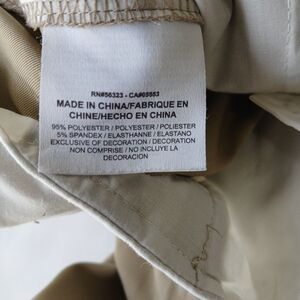 RN#56323 - CA#05553
MADE IN CHINA/FABRIQUE EN
CHINE/HECHO EN CHINA
95% POLYESTER / POLYESTER / POLIESTER
5% SPANDEX / ELASTHANNE / ELASTANO
EXCLUSIVE OF DECORATION / DECORATION
NON COMPRISE / NO INCLUYE LA
DECORACION